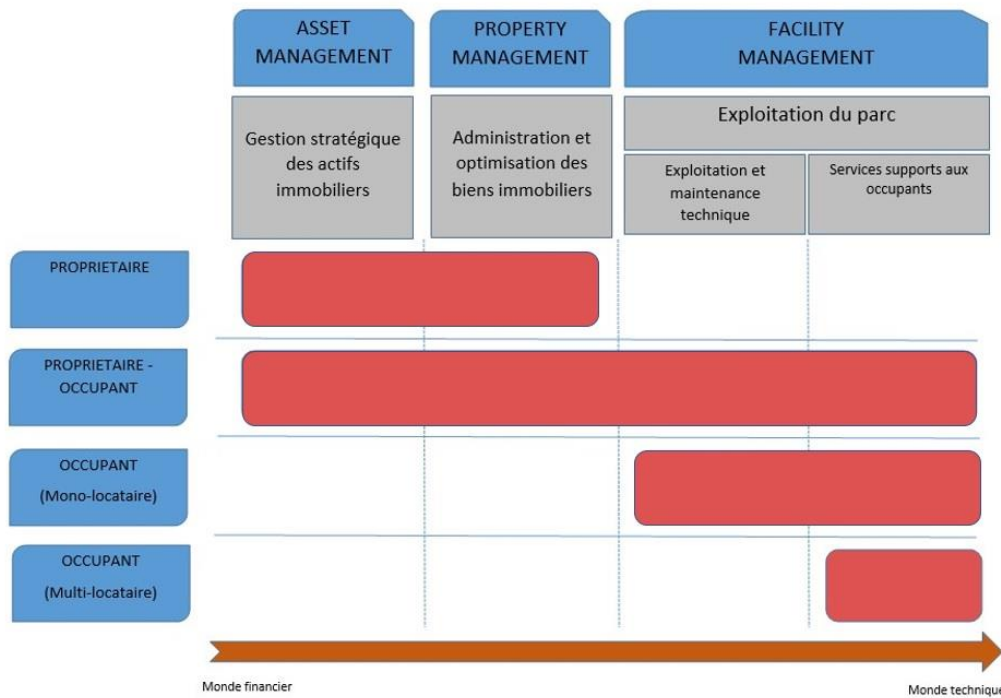 ASSET
MANAGEMENT
PROPERTY
MANAGEMENT
FACILITY
MANAGEMENT
Gestion stratégique
des actifs
immobiliers
Administration et
optimisation des
biens immobiliers
Exploitation du parc
Exploitation et
maintenance
technique
Services supports aux
occupants
PROPRIETAIRE
PROPRIETAIRE -
OCCUPANT
OCCUPANT
(Mono-locataire)
OCCUPANT
(Multi-locataire)
Monde financier
Monde technique